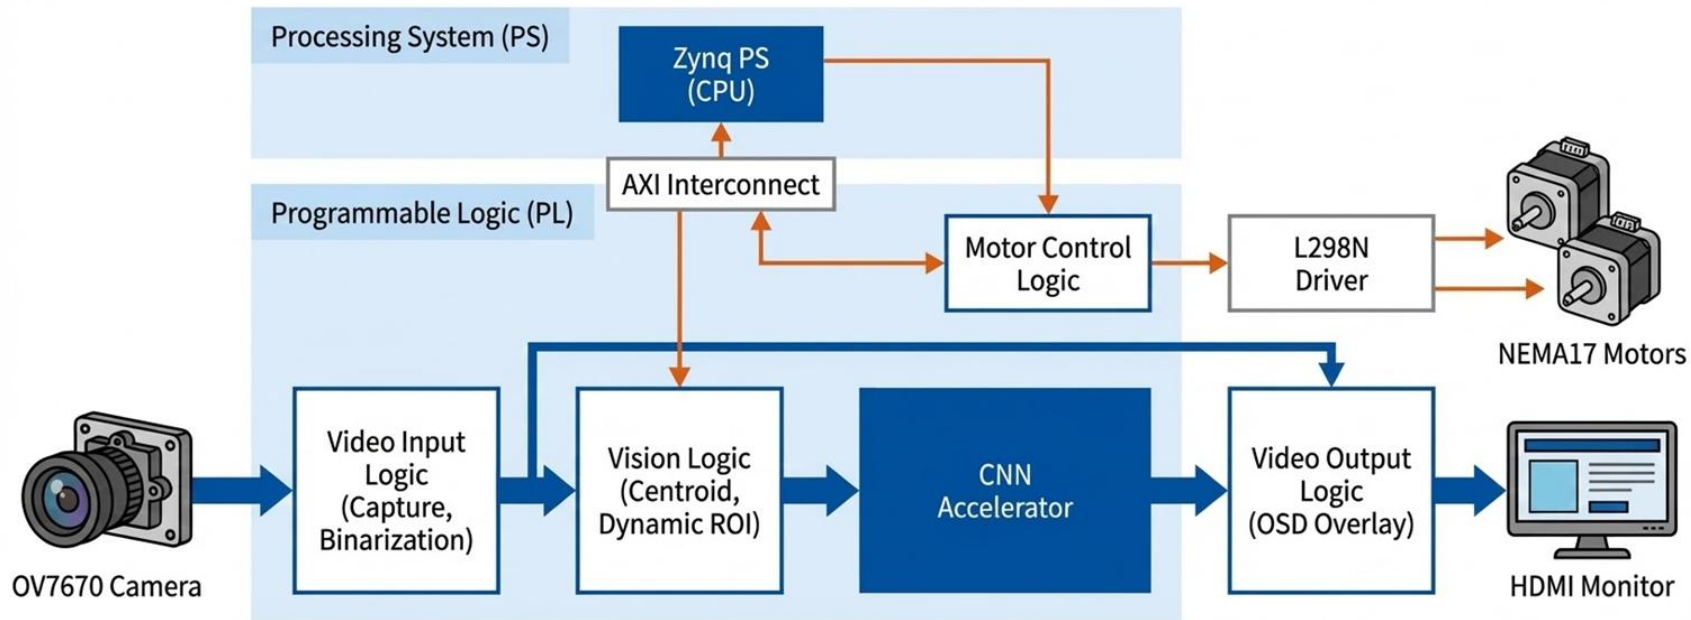 Processing System (PS)
Zynq PS
(CPU)
AXI Interconnect
Programmable Logic (PL)
Motor Control
Logic
L298N
Driver
NEMA17 Motors
Video Input
Logic
(Capture,
Binarization)
Vision Logic
(Centroid,
Dynamic ROI)
CNN
Accelerator
Video Output
Logic
(OSD Overlay)
OV7670 Camera
HDMI Monitor